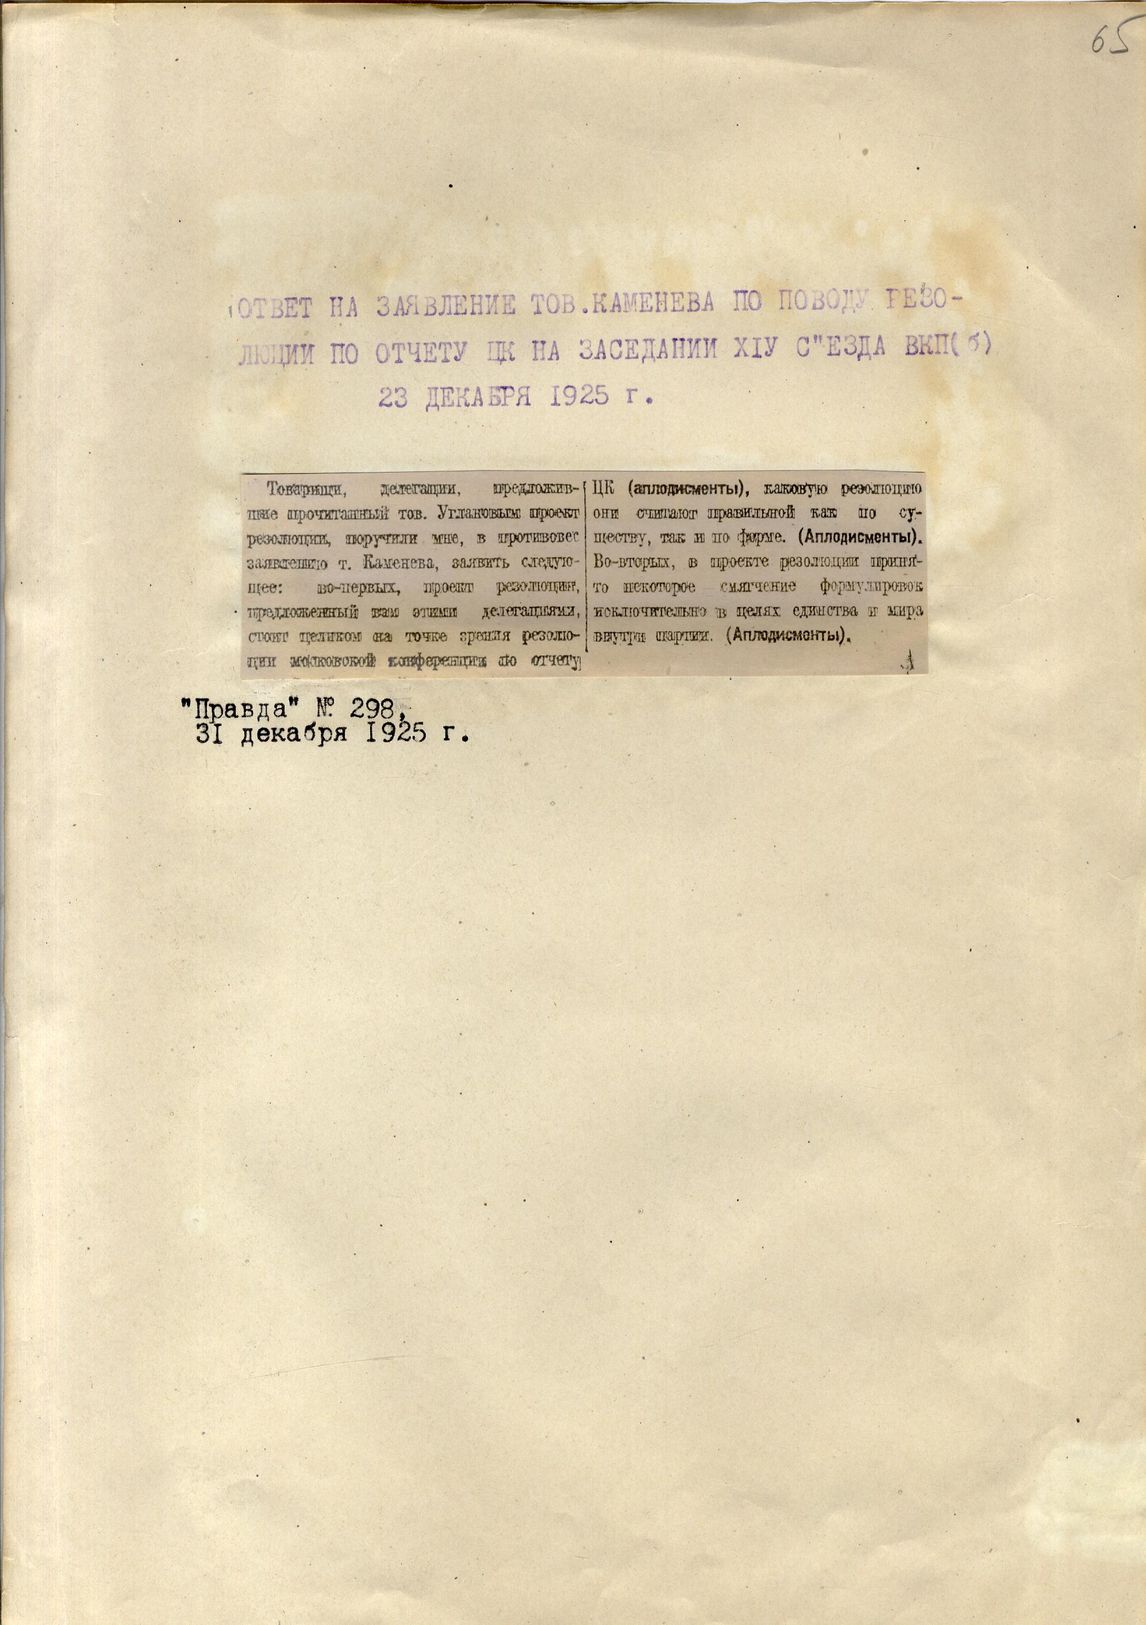 65
ОТВЕТ НА ЗАЯВЛЕНИЕ ТОВ.КАМЕНЕВА ПО ПОВОДУ РЕЗО-
ЛЮЦИИ ПО ОТЧЕТУ ЦК НА ЗАСЕДАНИИ XIУ С"ЕЗДА ВКП(б)
23 ДЕКАБРЯ 1925 г.
Товарищи, делегации, предложив-
шие прочитанный тов. Углановым проект
резолюции, поручили мне, в противовес
заявлению т. Каменева, заявить следую-
щее: во-первых, проект резолюции,
предложенный вам этими делегациями,
стоит целиком на точке зрения резолю-
ции московской конференции по отчету
ЦК (аплодисменты), каковую резолюцию
они считают правильной как по су-
ществу, так и по форме. (Аплодисменты).
Во-вторых, в проекте резолюции приня-
то некоторое смягчение формулировок
исключительно в целях единства и мира
внутри партии. (Аплодисменты).
"Правда" № 298,
31 декабря 1925 г.